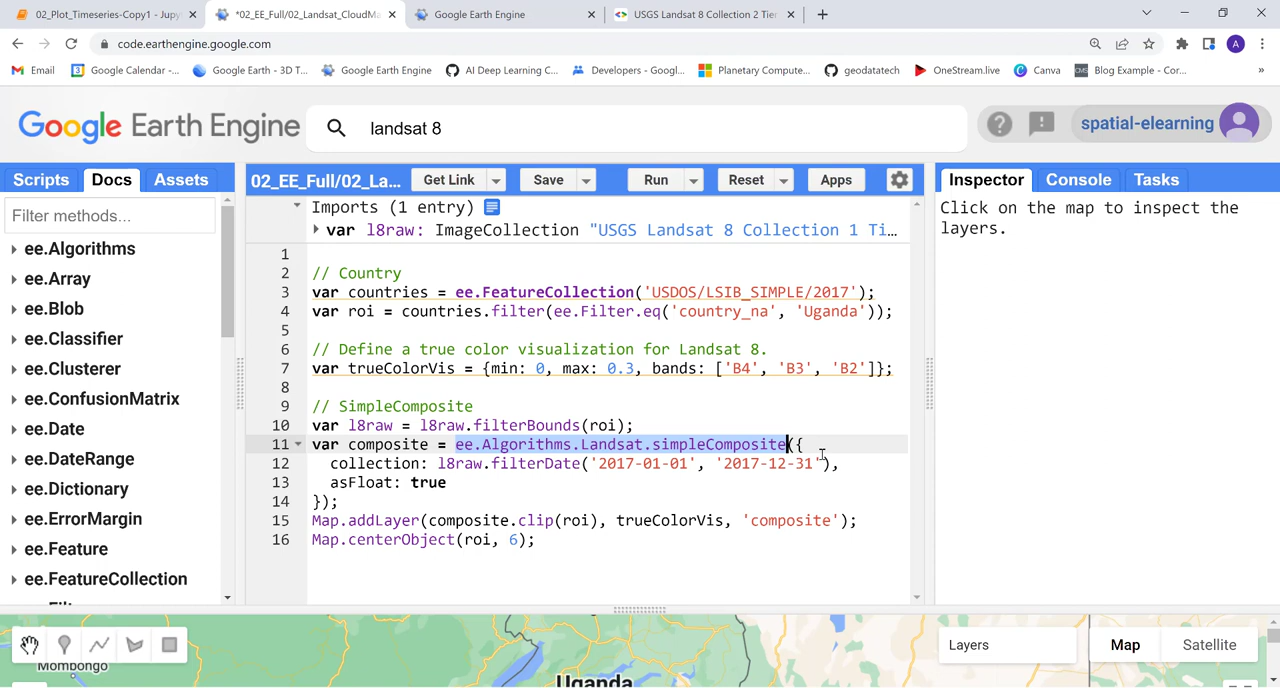 02_Plot_Timeseries-Copy1 - Jupy
*02_EE_Full/02_Landsat_CloudMa
Google Earth Engine
USGS Landsat 8 Collection 2 Tier
code.earthengine.google.com
A
Email
Google Calendar -...
Google Earth - 3D T...
Google Earth Engine
AI Deep Learning C...
Developers - Googl...
Planetary Compute...
geodatatech
OneStream.live
Canva
Blog Example - Cor...
Google Earth Engine
landsat 8
spatial-elearning
Scripts
Docs
Assets
Filter methods...
ee.Algorithms
ee.Array
ee.Blob
ee.Classifier
ee.Clusterer
ee.ConfusionMatrix
ee.Date
ee.DateRange
ee.Dictionary
ee.ErrorMargin
ee.Feature
ee.FeatureCollection
02_EE_Full/02_La...
Get Link
Save
Run
Reset
Apps
Imports (1 entry)
var l8raw: ImageCollection "USGS Landsat 8 Collection 1 Ti...
1
2 // Country
3 var countries = ee.FeatureCollection('USDOS/LSIB_SIMPLE/2017');
4 var roi = countries.filter(ee.Filter.eq('country_na', 'Uganda'));
5
6 // Define a true color visualization for Landsat 8.
7 var trueColorVis = {min: 0, max: 0.3, bands: ['B4', 'B3', 'B2']};
8
9 // SimpleComposite
10 var l8raw = l8raw.filterBounds(roi);
11 var composite = ee.Algorithms.Landsat.simpleComposite({
12 collection: l8raw.filterDate('2017-01-01', '2017-12-31'),
13 asFloat: true
14 });
15 Map.addLayer(composite.clip(roi), trueColorVis, 'composite');
16 Map.centerObject(roi, 6);
Inspector
Console
Tasks
Click on the map to inspect the
layers.
Layers
Map
Satellite
Mombongo
Uganda